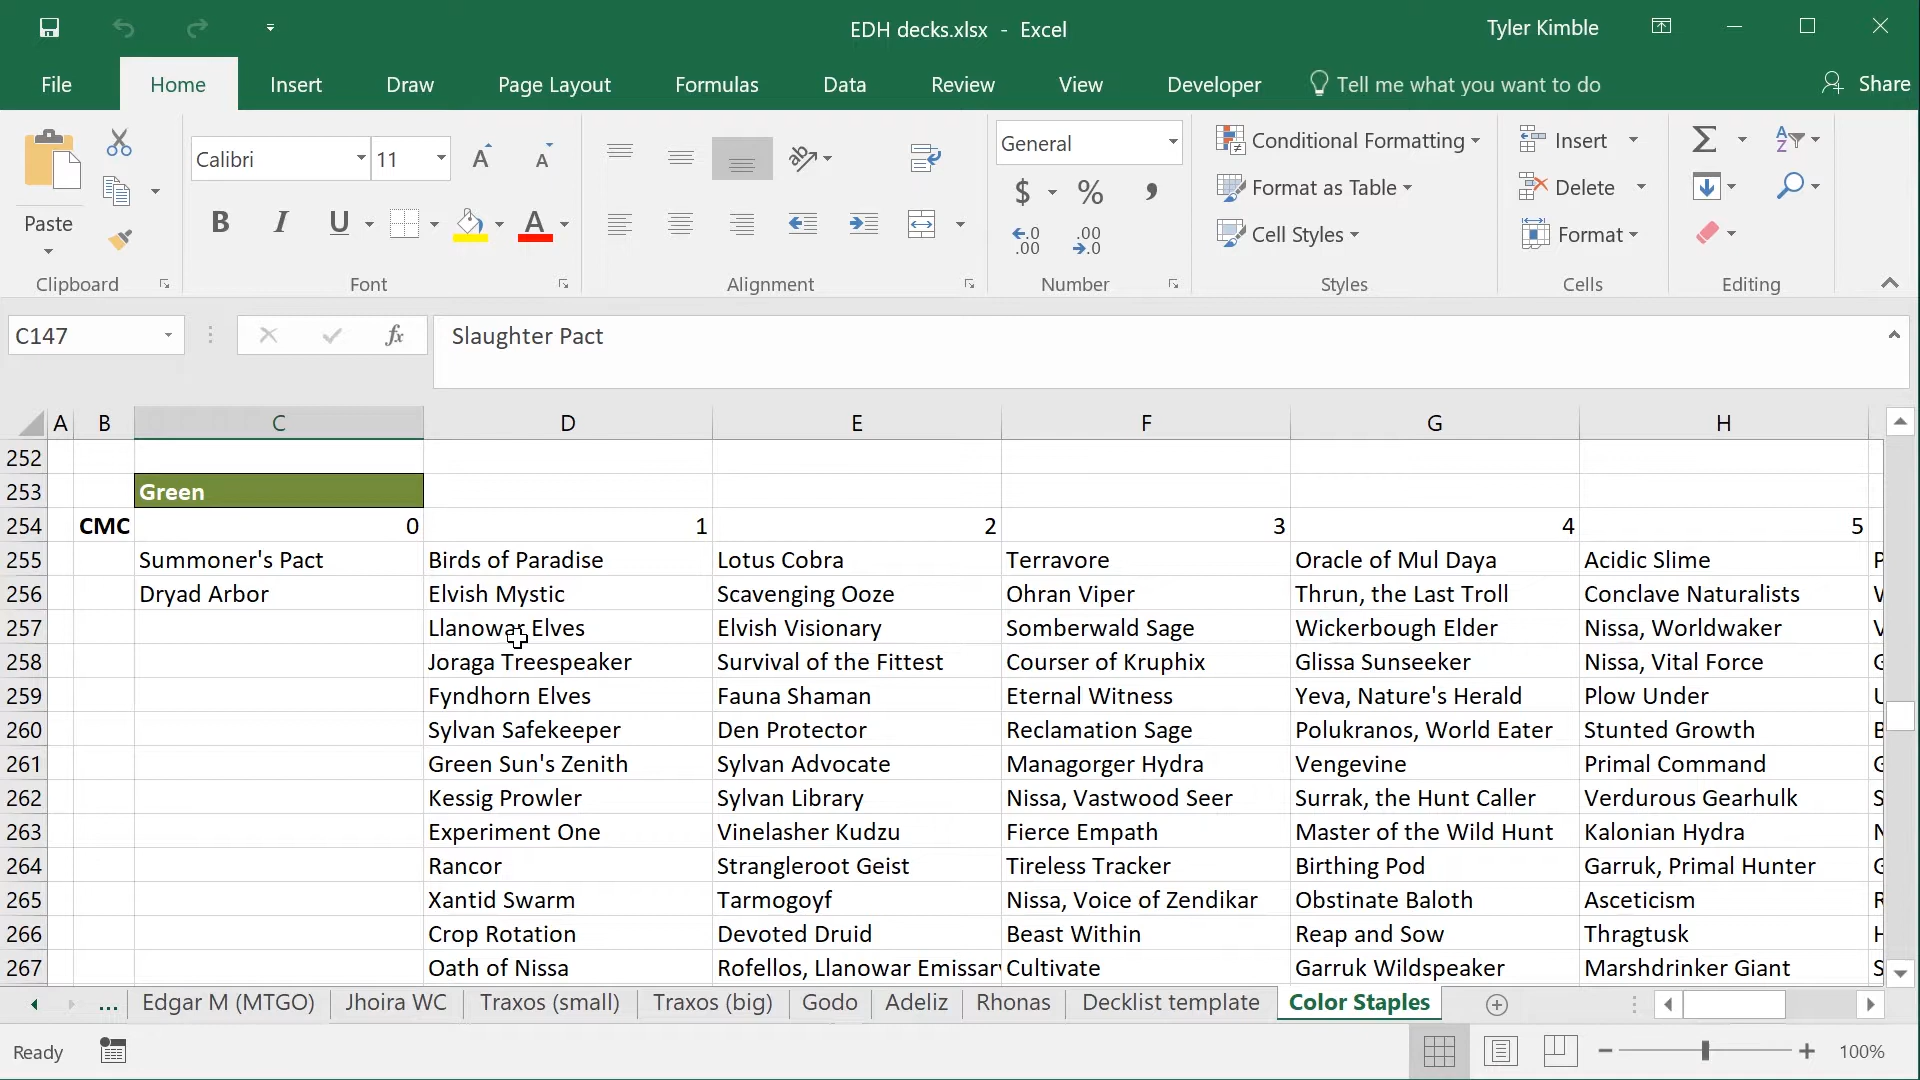 EDH decks.xlsx - Excel
Tyler Kimble
File Home Insert Draw Page Layout Formulas Data Review View Developer Tell me what you want to do Share
Calibri 11 General Conditional Formatting Insert
$ % , Format as Table Delete
Paste B I U A Cell Styles Format
Clipboard Font Alignment Number Styles Cells Editing
C147 fx Slaughter Pact
A B C D E F G H
252
253 Green
254 CMC 0 1 2 3 4 5
255 Summoner's Pact Birds of Paradise Lotus Cobra Terravore Oracle of Mul Daya Acidic Slime
256 Dryad Arbor Elvish Mystic Scavenging Ooze Ohran Viper Thrun, the Last Troll Conclave Naturalists
257 Llanowar Elves Elvish Visionary Somberwald Sage Wickerbough Elder Nissa, Worldwaker
258 Joraga Treespeaker Survival of the Fittest Courser of Kruphix Glissa Sunseeker Nissa, Vital Force
259 Fyndhorn Elves Fauna Shaman Eternal Witness Yeva, Nature's Herald Plow Under
260 Sylvan Safekeeper Den Protector Reclamation Sage Polukranos, World Eater Stunted Growth
261 Green Sun's Zenith Sylvan Advocate Managorger Hydra Vengevine Primal Command
262 Kessig Prowler Sylvan Library Nissa, Vastwood Seer Surrak, the Hunt Caller Verdurous Gearhulk
263 Experiment One Vinelasher Kudzu Fierce Empath Master of the Wild Hunt Kalonian Hydra
264 Rancor Strangleroot Geist Tireless Tracker Birthing Pod Garruk, Primal Hunter
265 Xantid Swarm Tarmogoyf Nissa, Voice of Zendikar Obstinate Baloth Asceticism
266 Crop Rotation Devoted Druid Beast Within Reap and Sow Thragtusk
267 Oath of Nissa Rofellos, Llanowar Emissary Cultivate Garruk Wildspeaker Marshdrinker Giant
... Edgar M (MTGO) Jhoira WC Traxos (small) Traxos (big) Godo Adeliz Rhonas Decklist template Color Staples
Ready 100%